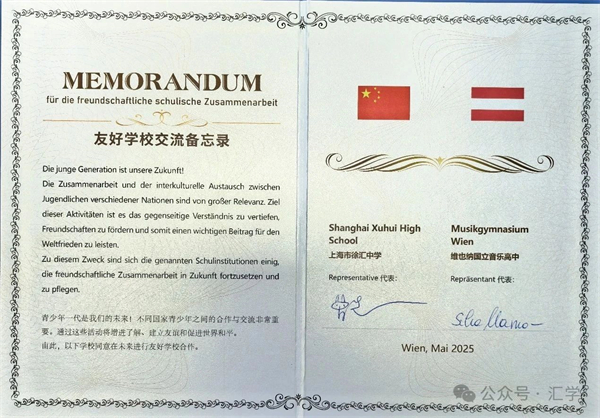 MEMORANDUM
für die freundschaftliche schulische Zusammenarbeit
友好学校交流备忘录
Die junge Generation ist unsere Zukunft!
Die Zusammenarbeit und der interkulturelle Austausch zwischen
Jugendlichen verschiedener Nationen sind von großer Relevanz. Ziel
dieser Aktivitäten ist es das gegenseitige Verständnis zu vertiefen,
Freundschaften zu fördern und somit einen wichtigen Beitrag für den
Weltfrieden zu leisten.
Zu diesem Zweck sind sich die genannten Schulinstitutionen einig,
die freundschaftliche Zusammenarbeit in Zukunft fortzusetzen und
zu pflegen.
青少年一代是我们的未来！不同国家青少年之间的合作与交流非常重
要。通过这些活动将增进了解、建立友谊和促进世界和平。
由此，以下学校同意在未来进行友好学校合作。
Shanghai Xuhui High
School
上海市徐汇中学
Representative 代表：
Musikgymnasium
Wien
维也纳国立音乐高中
Repräsentant 代表：
Wien, Mai 2025
公众号 · 汇学